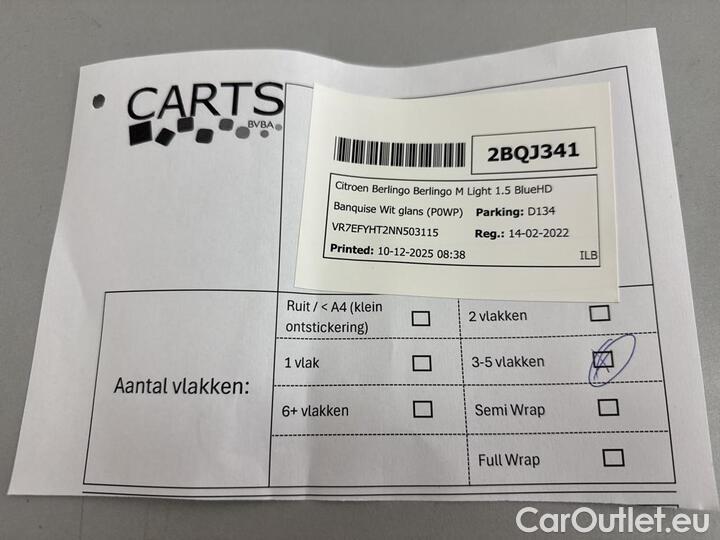 CARTS
BVBA
2BQJ341
Citroen Berlingo Berlingo M Light 1.5 BlueHD
Banquise Wit glans (P0WP) Parking: D134
VR7EFYHT2NN503115 Reg.: 14-02-2022
Printed: 10-12-2025 08:38 ILB
Aantal vlakken:
Ruit / < A4 (klein
ontstickering)
2 vlakken
1 vlak
3-5 vlakken
6+ vlakken
Semi Wrap
Full Wrap
CarOutlet.eu